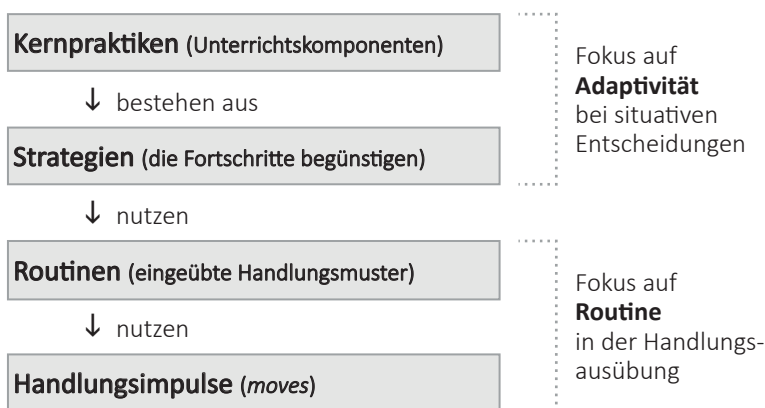 Kernpraktiken (Unterrichtskomponenten)
↓ bestehen aus
Strategien (die Fortschritte begünstigen)
↓ nutzen
Routinen (eingeübte Handlungsmuster)
↓ nutzen
Handlungsimpulse (moves)
Fokus auf
Adaptivität
bei situativen
Entscheidungen
Fokus auf
Routine
in der Handlungs-
ausübung